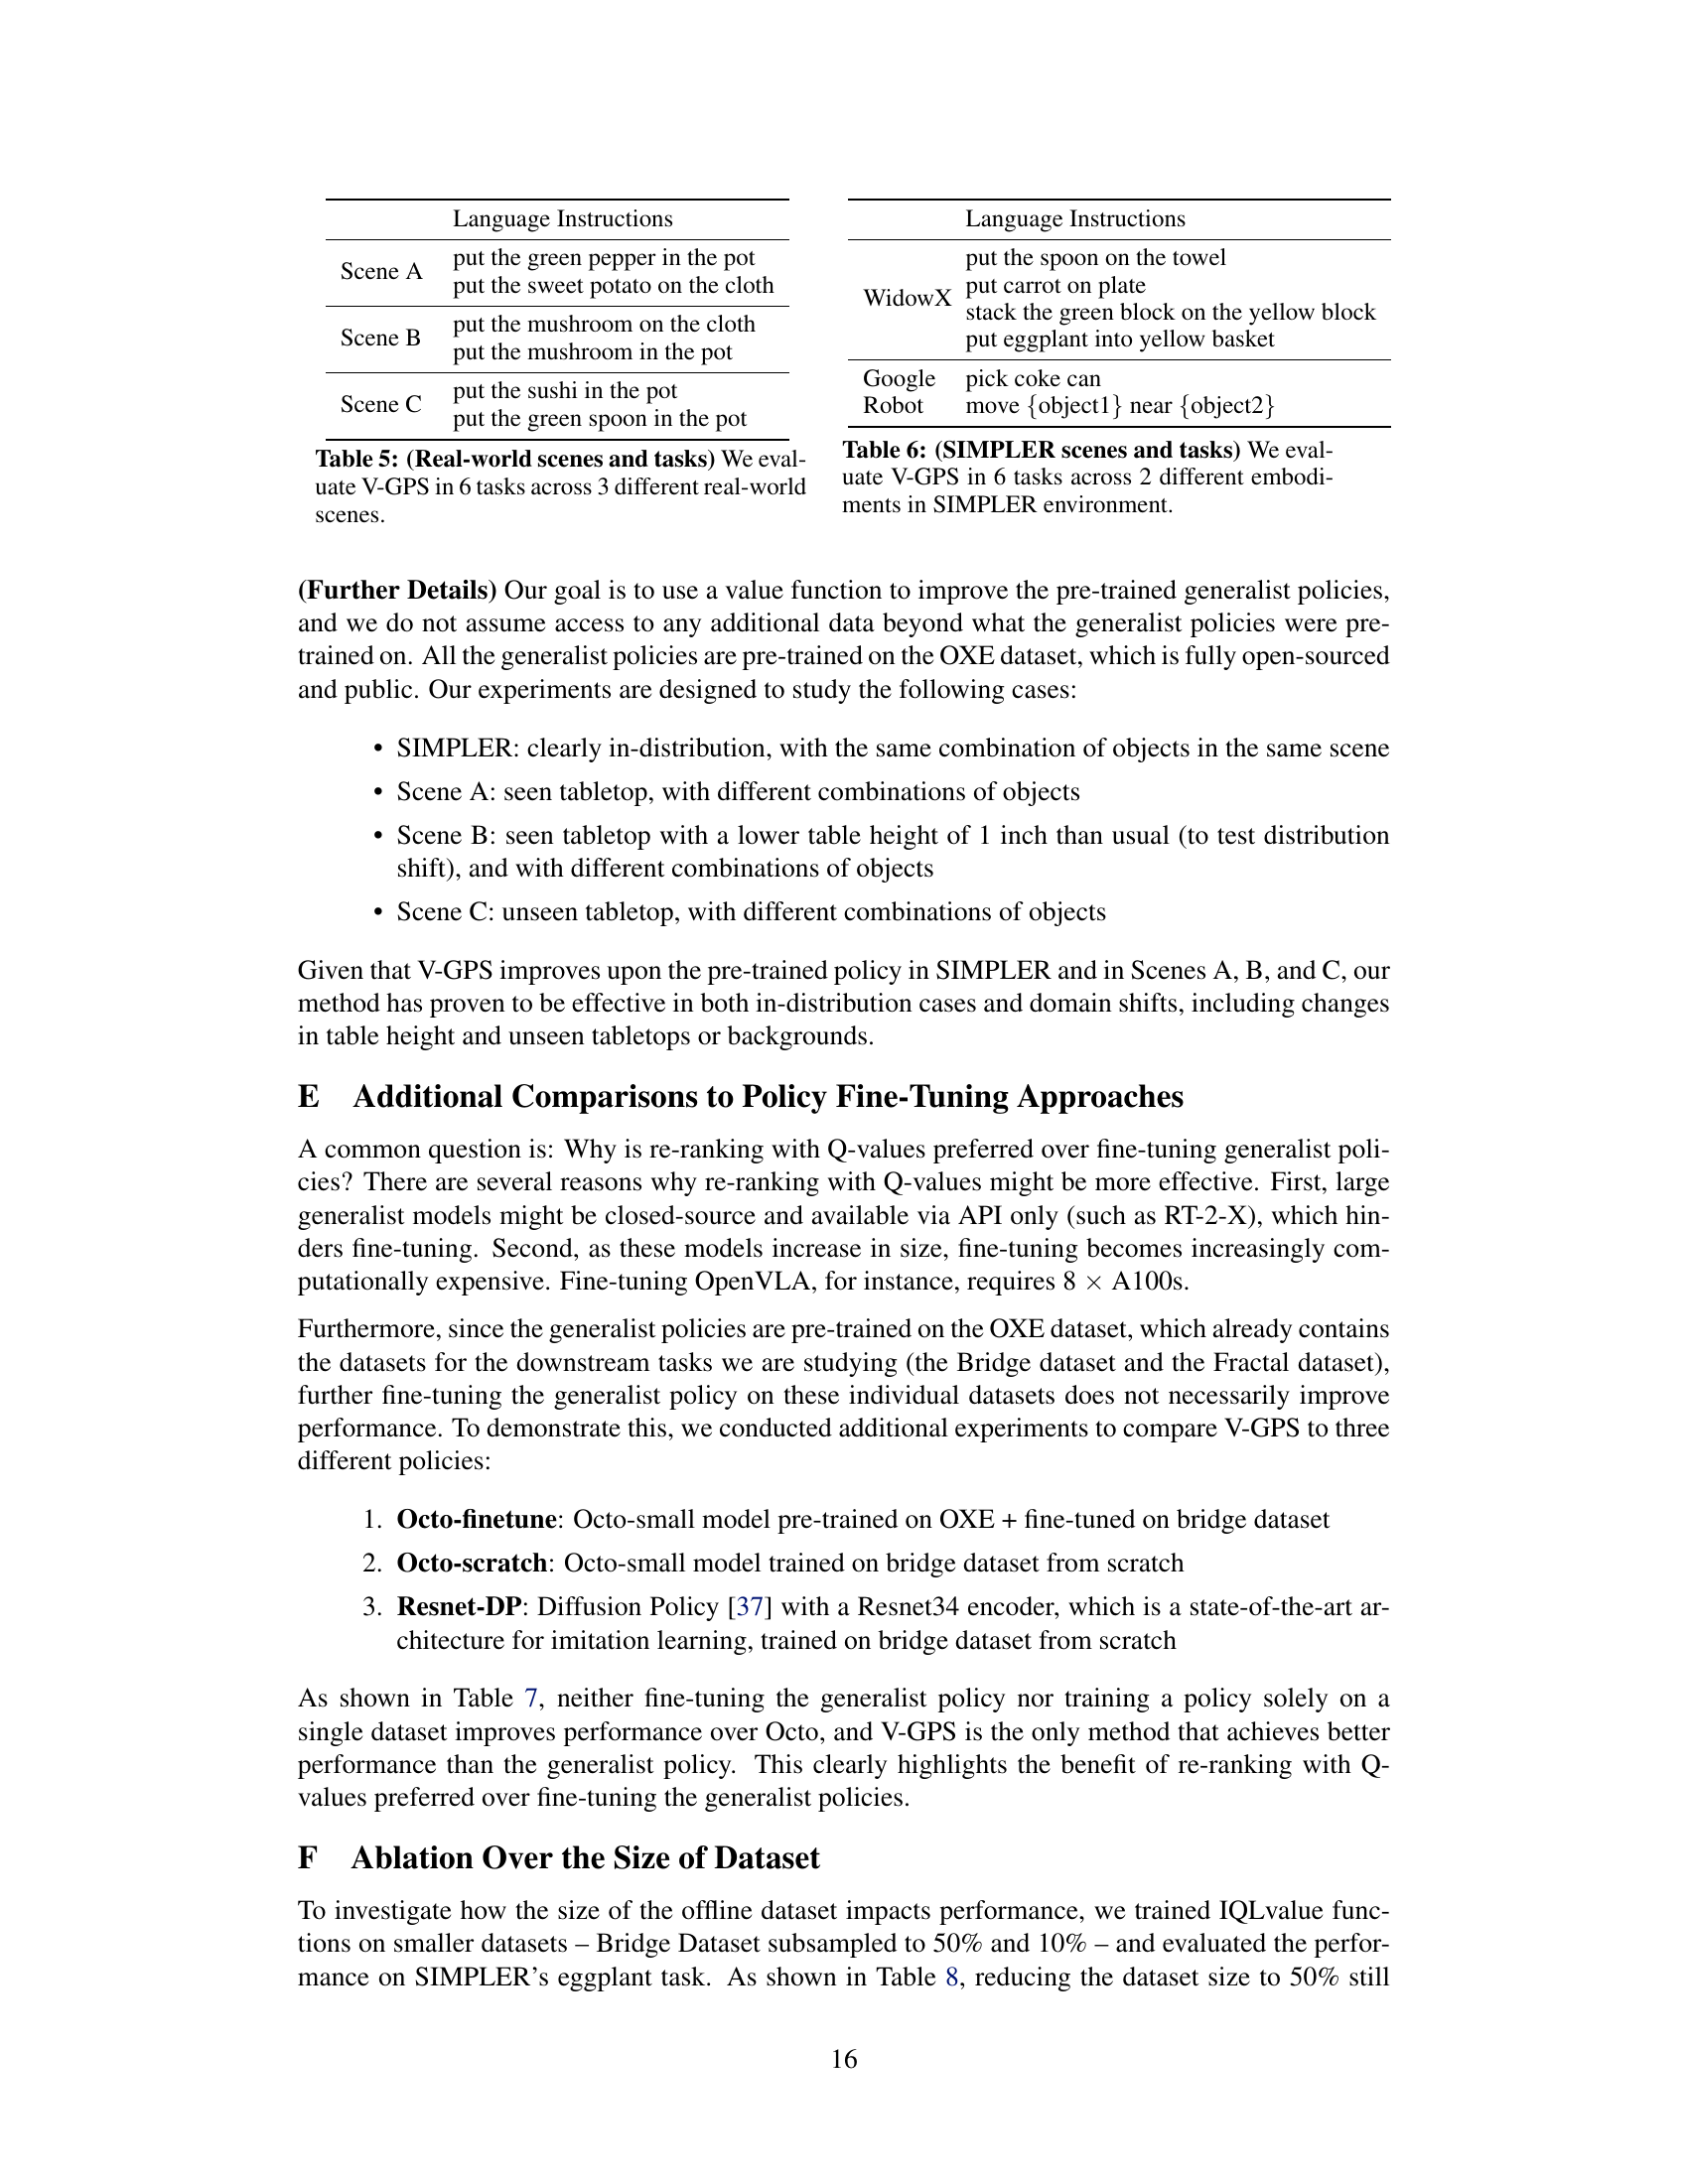 Language Instructions
Scene A
put the green pepper in the pot
put the sweet potato on the cloth
Scene B
put the mushroom on the cloth
put the mushroom in the pot
Scene C
put the sushi in the pot
put the green spoon in the pot
Table 5: (Real-world scenes and tasks) We eval-
uate V-GPS in 6 tasks across 3 different real-world
scenes.
Language Instructions
WidowX
put the spoon on the towel
put carrot on plate
stack the green block on the yellow block
put eggplant into yellow basket
Google
Robot
pick coke can
move {object1} near {object2}
Table 6: (SIMPLER scenes and tasks) We eval-
uate V-GPS in 6 tasks across 2 different embodi-
ments in SIMPLER environment.
(Further Details) Our goal is to use a value function to improve the pre-trained generalist policies,
and we do not assume access to any additional data beyond what the generalist policies were pre-
trained on. All the generalist policies are pre-trained on the OXE dataset, which is fully open-sourced
and public. Our experiments are designed to study the following cases:
• SIMPLER: clearly in-distribution, with the same combination of objects in the same scene
• Scene A: seen tabletop, with different combinations of objects
• Scene B: seen tabletop with a lower table height of 1 inch than usual (to test distribution
shift), and with different combinations of objects
• Scene C: unseen tabletop, with different combinations of objects
Given that V-GPS improves upon the pre-trained policy in SIMPLER and in Scenes A, B, and C, our
method has proven to be effective in both in-distribution cases and domain shifts, including changes
in table height and unseen tabletops or backgrounds.
E Additional Comparisons to Policy Fine-Tuning Approaches
A common question is: Why is re-ranking with Q-values preferred over fine-tuning generalist poli-
cies? There are several reasons why re-ranking with Q-values might be more effective. First, large
generalist models might be closed-source and available via API only (such as RT-2-X), which hin-
ders fine-tuning. Second, as these models increase in size, fine-tuning becomes increasingly com-
putationally expensive. Fine-tuning OpenVLA, for instance, requires 8 × A100s.
Furthermore, since the generalist policies are pre-trained on the OXE dataset, which already contains
the datasets for the downstream tasks we are studying (the Bridge dataset and the Fractal dataset),
further fine-tuning the generalist policy on these individual datasets does not necessarily improve
performance. To demonstrate this, we conducted additional experiments to compare V-GPS to three
different policies:
1. Octo-finetune: Octo-small model pre-trained on OXE + fine-tuned on bridge dataset
2. Octo-scratch: Octo-small model trained on bridge dataset from scratch
3. Resnet-DP: Diffusion Policy [37] with a Resnet34 encoder, which is a state-of-the-art ar-
chitecture for imitation learning, trained on bridge dataset from scratch
As shown in Table 7, neither fine-tuning the generalist policy nor training a policy solely on a
single dataset improves performance over Octo, and V-GPS is the only method that achieves better
performance than the generalist policy. This clearly highlights the benefit of re-ranking with Q-
values preferred over fine-tuning the generalist policies.
F Ablation Over the Size of Dataset
To investigate how the size of the offline dataset impacts performance, we trained IQLvalue func-
tions on smaller datasets – Bridge Dataset subsampled to 50% and 10% – and evaluated the perfor-
mance on SIMPLER's eggplant task. As shown in Table 8, reducing the dataset size to 50% still
16